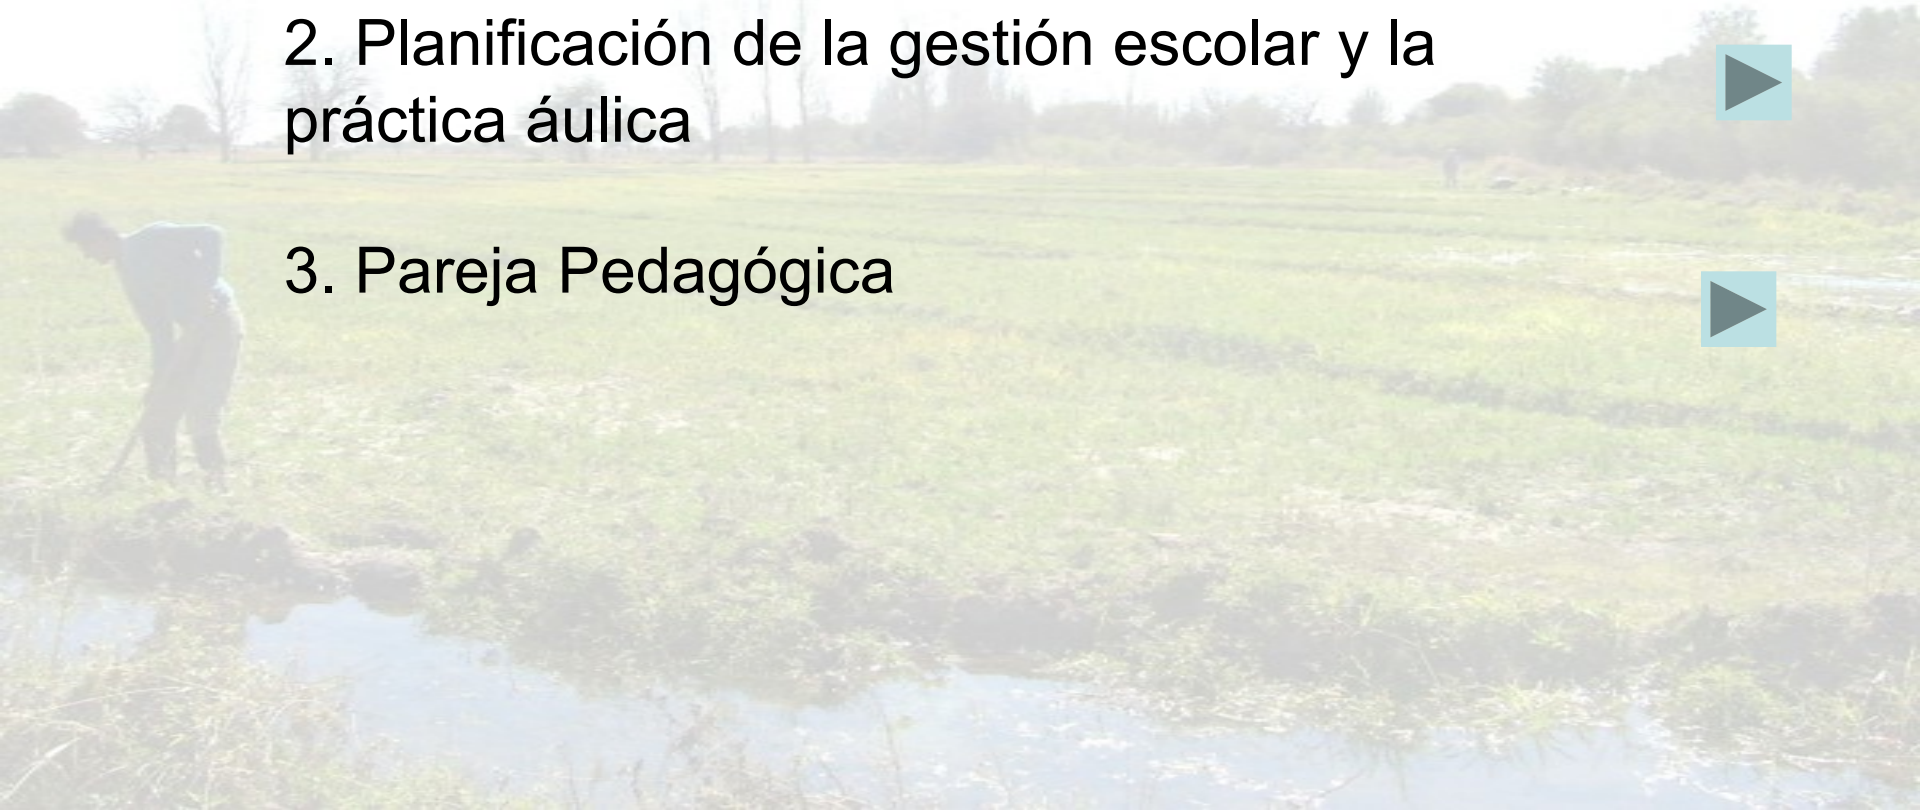 2. Planificación de la gestión escolar y la
práctica áulica
3. Pareja Pedagógica